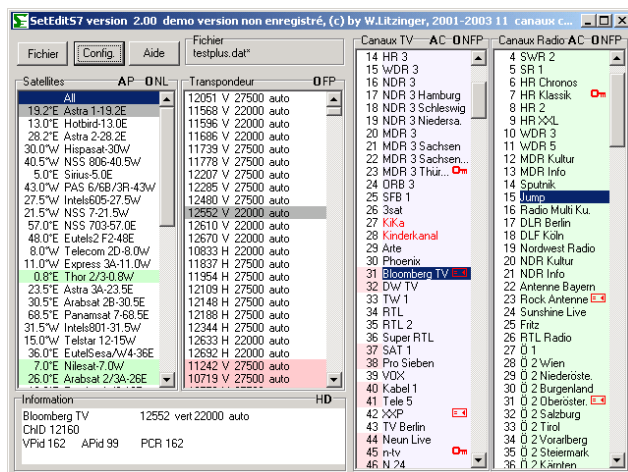 SetEditS7 version 2.00 demo version non enregistré, (c) by W.Litzinger, 2001-2003 11 canaux c...
Fichier
Config.
Aide
Fichier
testplus.dat*
Satellites AP ONL
All
19.2°E Astra 1-19.2E
13.0°E Hotbird-13.0E
28.2°E Astra 2-28.2E
30.0°W Hispasat-30W
40.5°W NSS 806-40.5W
5.0°E Sirius-5.0E
43.0°W PAS 6/6B/3R-43W
27.5°W Intels605-27.5W
21.5°W NSS 7-21.5W
57.0°E NSS 703-57.0E
48.0°E Eutels2 F2-48E
8.0°W Telecom 2D-8.0W
11.0°W Express 3A-11.0W
0.8°E Thor 2/3-0.8W
23.5°E Astra 3A-23.5E
30.5°E Arabsat 2B-30.5E
68.5°E Panamsat 7-68.5E
31.5°W Intels801-31.5W
15.0°W Telstar 12-15W
36.0°E EutelSesa/W4-36E
7.0°E Nilesat-7.0W
26.0°E Arabsat 2/3A-26E
Transpondeur OFP
12051 V 27500 auto
11568 V 22000 auto
11596 V 22000 auto
11686 V 22000 auto
11739 V 27500 auto
11778 V 27500 auto
12207 V 27500 auto
12285 V 27500 auto
12480 V 27500 auto
12552 V 22000 auto
12610 V 22000 auto
12670 V 22000 auto
10833 H 22000 auto
11837 H 27500 auto
11954 H 27500 auto
12109 H 27500 auto
12148 H 27500 auto
12188 H 27500 auto
12344 H 27500 auto
12633 H 22000 auto
12692 H 22000 auto
11242 V 27500 auto
10719 V 27500 auto
Information HD
Bloomberg TV 12552 vert 22000 auto
ChID 12160
VPid 162 APid 99 PCR 162
Canaux TV AC ONFP
14 HR 3
15 WDR 3
16 NDR 3
17 NDR 3 Hamburg
18 NDR 3 Schleswig
19 NDR 3 Niedersa.
20 MDR 3
21 MDR 3 Sachsen
22 MDR 3 Sachsen...
23 MDR 3 Thür...
24 ORB 3
25 SFB 1
26 3sat
27 KiKa
28 Kinderkanal
29 Arte
30 Phoenix
31 Bloomberg TV
32 DW TV
33 TW 1
34 RTL
35 RTL 2
36 Super RTL
37 SAT 1
38 Pro Sieben
39 VOX
40 Kabel 1
41 Tele 5
42 XXP
43 TV Berlin
44 Neun Live
45 n-tv
46 N 24
Canaux Radio AC ONFP
4 SWR 2
5 SR 1
6 HR Chronos
7 HR Klassik
8 HR 2
9 HR XXL
10 WDR 3
11 WDR 5
12 MDR Kultur
13 MDR Info
14 Sputnik
15 Jump
16 Radio Multi Ku.
17 DLR Berlin
18 DLF Köln
19 Nordwest Radio
20 NDR Kultur
21 NDR Info
22 Antenne Bayern
23 Rock Antenne
24 Sunshine Live
25 Fritz
26 RTL Radio
27 Ö 1
28 Ö 2 Wien
29 Ö 2 Niederöste.
30 Ö 2 Burgenland
31 Ö 2 Oberöster.
32 Ö 2 Salzburg
33 Ö 2 Tirol
34 Ö 2 Vorarlberg
35 Ö 2 Steiermark
36 Ö 2 Kärnten